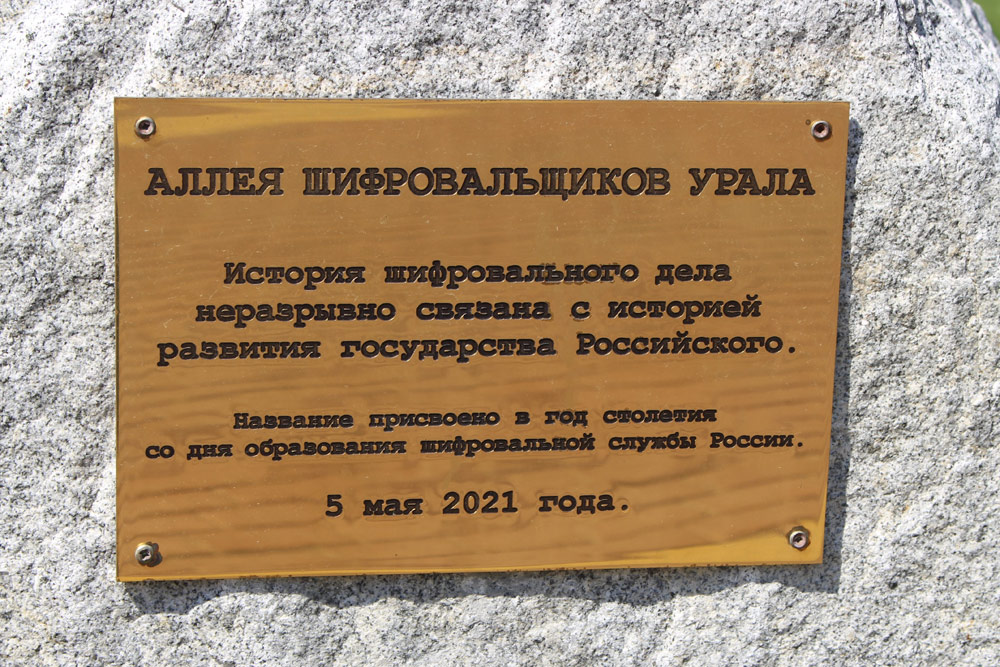 АЛЛЕЯ ШИФРОВАЛЬЩИКОВ УРАЛА
История шифровального дела
неразрывно связана с историей
развития государства Российского.
Название присвоено в год столетия
со дня образования шифровальной службы России.
5 мая 2021 года.